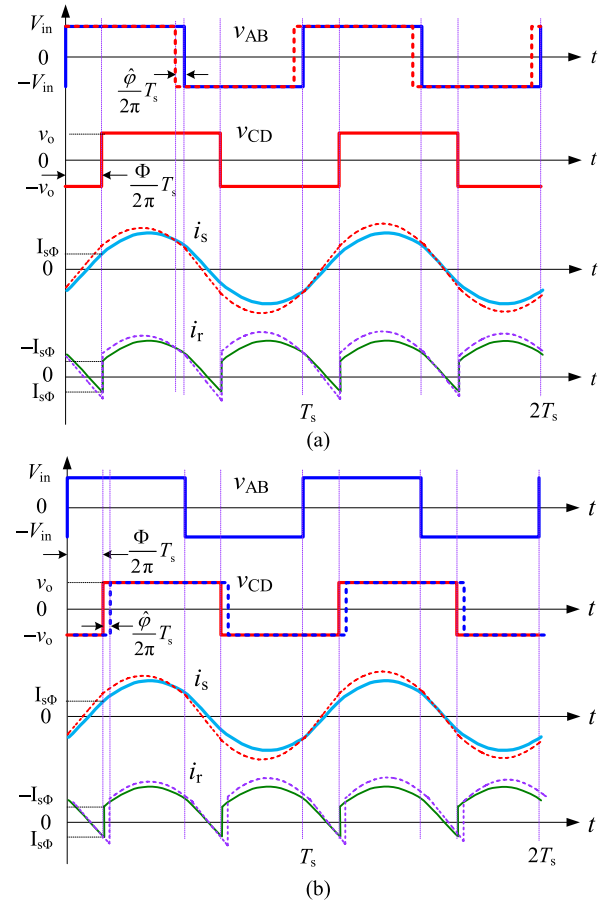 V_in
v_AB
0
t
−V_in
φ̂/2π T_s
v_o
v_CD
0
t
−v_o
Φ/2π T_s
I_sΦ
i_s
0
t
−I_sΦ
i_r
0
t
I_sΦ
T_s
2T_s
(a)
V_in
v_AB
0
t
−V_in
Φ/2π T_s
v_o
v_CD
0
t
−v_o
φ̂/2π T_s
I_sΦ
i_s
0
t
−I_sΦ
i_r
0
t
I_sΦ
T_s
2T_s
(b)